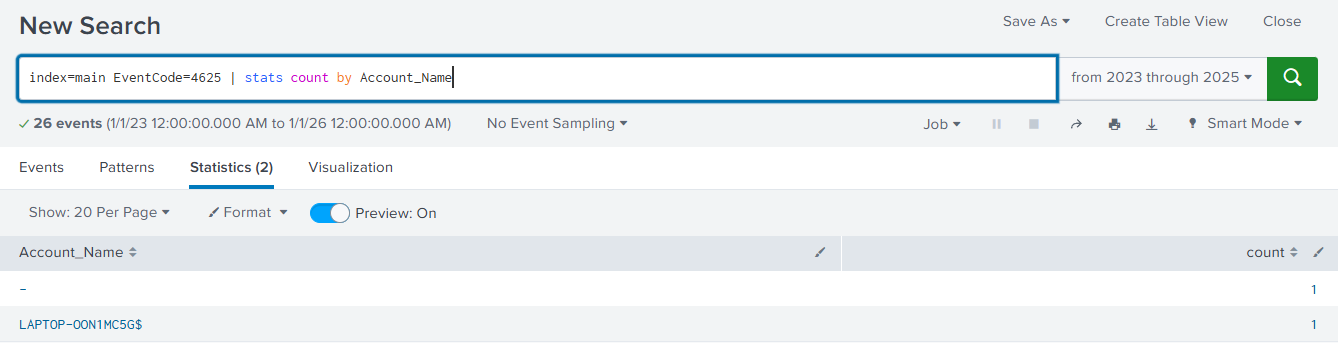 New Search
Save As Create Table View Close
index=main EventCode=4625 | stats count by Account_Name
from 2023 through 2025
26 events (1/1/23 12:00:00.000 AM to 1/1/26 12:00:00.000 AM) No Event Sampling Job Smart Mode
Events Patterns Statistics (2) Visualization
Show: 20 Per Page Format Preview: On
Account_Name count
- 1
LAPTOP-OON1MC5G$ 1